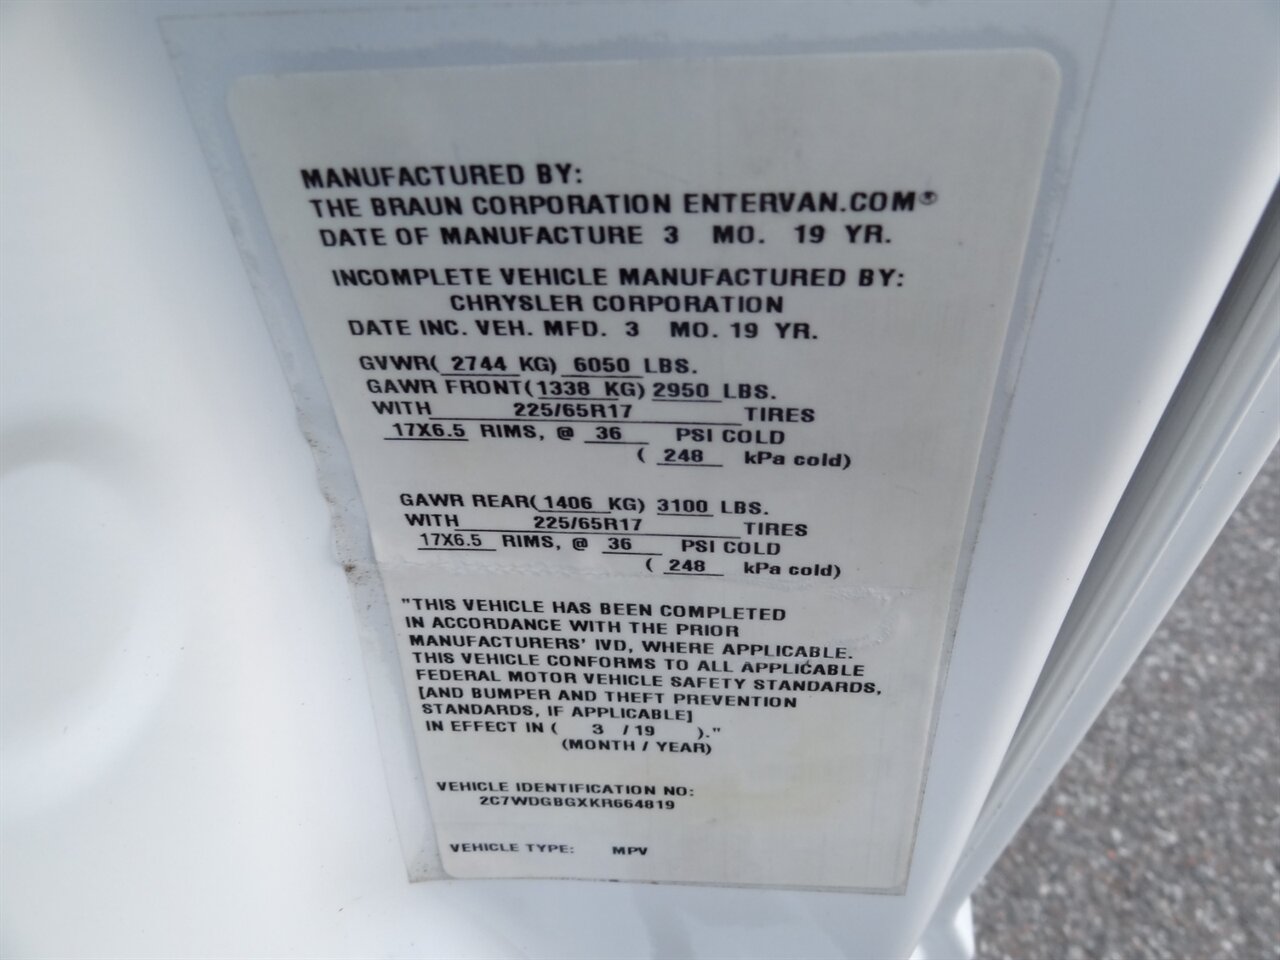 MANUFACTURED BY:
THE BRAUN CORPORATION ENTERVAN.COM®
DATE OF MANUFACTURE 3 MO. 19 YR.
INCOMPLETE VEHICLE MANUFACTURED BY:
CHRYSLER CORPORATION
DATE INC. VEH. MFD. 3 MO. 19 YR.
GVWR( 2744 KG) 6050 LBS.
GAWR FRONT(1338 KG) 2950 LBS.
WITH 225/65R17 TIRES
17X6.5 RIMS, @ 36 PSI COLD
( 248 kPa cold)
GAWR REAR(1406 KG) 3100 LBS.
WITH 225/65R17 TIRES
17X6.5 RIMS, @ 36 PSI COLD
( 248 kPa cold)
"THIS VEHICLE HAS BEEN COMPLETED
IN ACCORDANCE WITH THE PRIOR
MANUFACTURERS' IVD, WHERE APPLICABLE.
THIS VEHICLE CONFORMS TO ALL APPLICABLE
FEDERAL MOTOR VEHICLE SAFETY STANDARDS,
[AND BUMPER AND THEFT PREVENTION
STANDARDS, IF APPLICABLE]
IN EFFECT IN ( 3 / 19 )."
(MONTH / YEAR)
VEHICLE IDENTIFICATION NO:
2C7WDGBGXKR664819
VEHICLE TYPE: MPV